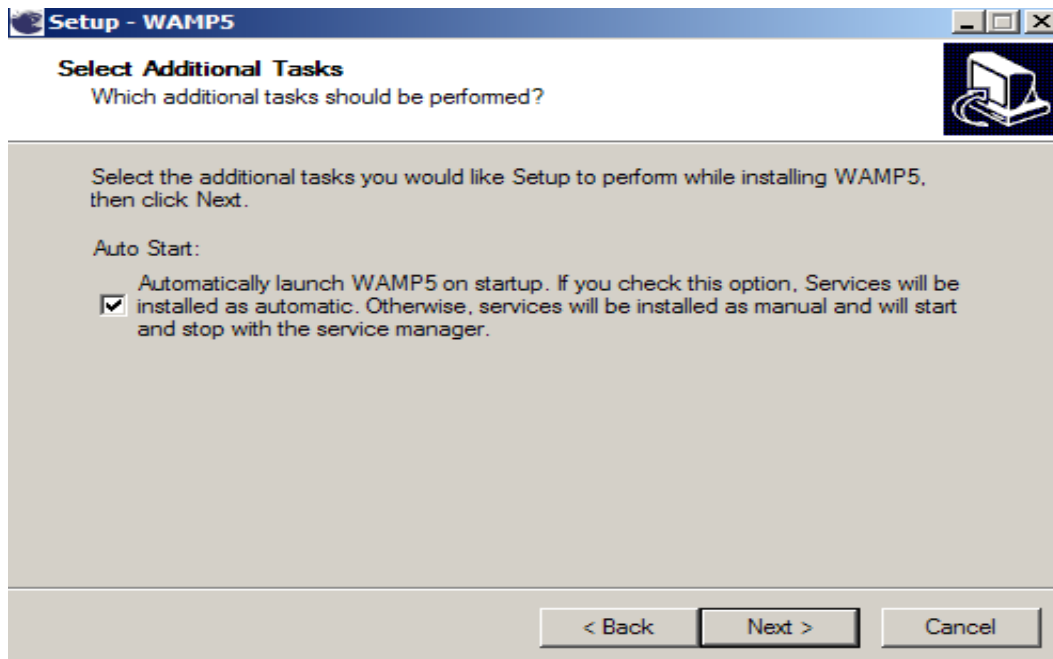 Setup - WAMP5
Select Additional Tasks
Which additional tasks should be performed?
Select the additional tasks you would like Setup to perform while installing WAMP5,
then click Next.
Auto Start:
Automatically launch WAMP5 on startup. If you check this option, Services will be
installed as automatic. Otherwise, services will be installed as manual and will start
and stop with the service manager.
< Back
Next >
Cancel